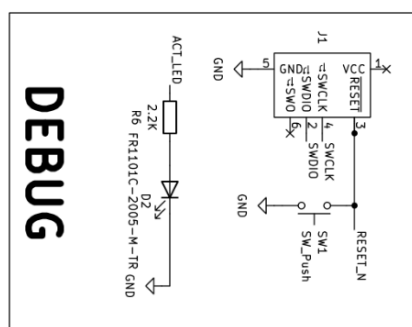 DEBUG
ACT_LED
R6
2.2K
FR1101C-2005-M-TR
D2
GND
J1
GND
5
GND
SWO
SWDIO
SWCLK
VCC
RESET
1
6
2
4
3
SWDIO
SWCLK
GND
SW_Push
SW1
RESET_N